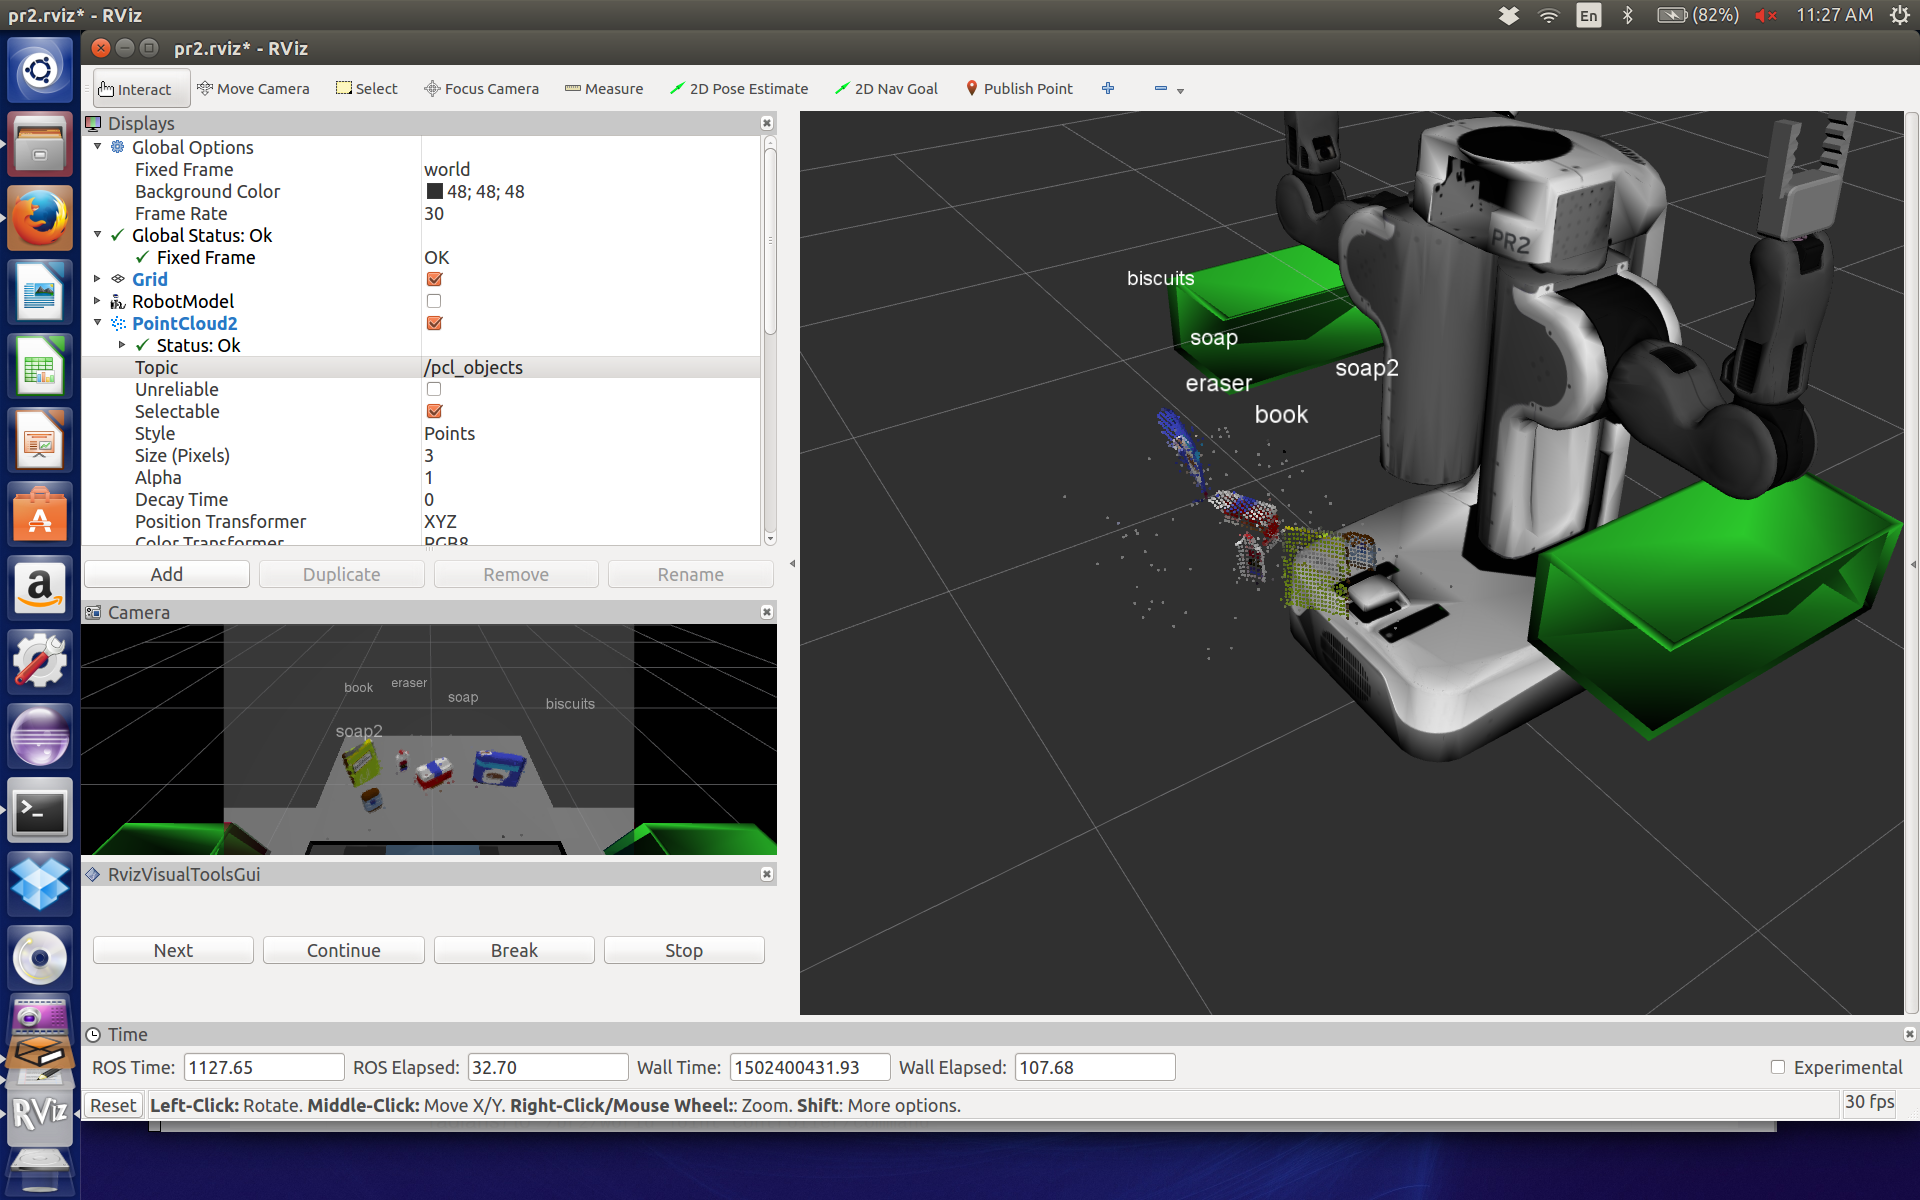 pr2.rviz* - RViz
En
(82%)
11:27 AM
pr2.rviz* - RViz
Interact
Move Camera
Select
Focus Camera
Measure
2D Pose Estimate
2D Nav Goal
Publish Point
Displays
Global Options
Fixed Frame world
Background Color 48; 48; 48
Frame Rate 30
Global Status: Ok
Fixed Frame OK
Grid
RobotModel
PointCloud2
Status: Ok
Topic /pcl_objects
Unreliable
Selectable
Style Points
Size (Pixels) 3
Alpha 1
Decay Time 0
Position Transformer XYZ
Color Transformer RGB8
Add
Duplicate
Remove
Rename
Camera
book
eraser
soap
biscuits
soap2
RvizVisualToolsGui
Next
Continue
Break
Stop
biscuits
soap
soap2
eraser
book
PR2
Time
ROS Time: 1127.65
ROS Elapsed: 32.70
Wall Time: 1502400431.93
Wall Elapsed: 107.68
Experimental
Reset
Left-Click: Rotate. Middle-Click: Move X/Y. Right-Click/Mouse Wheel:: Zoom. Shift: More options.
30 fps
RViz